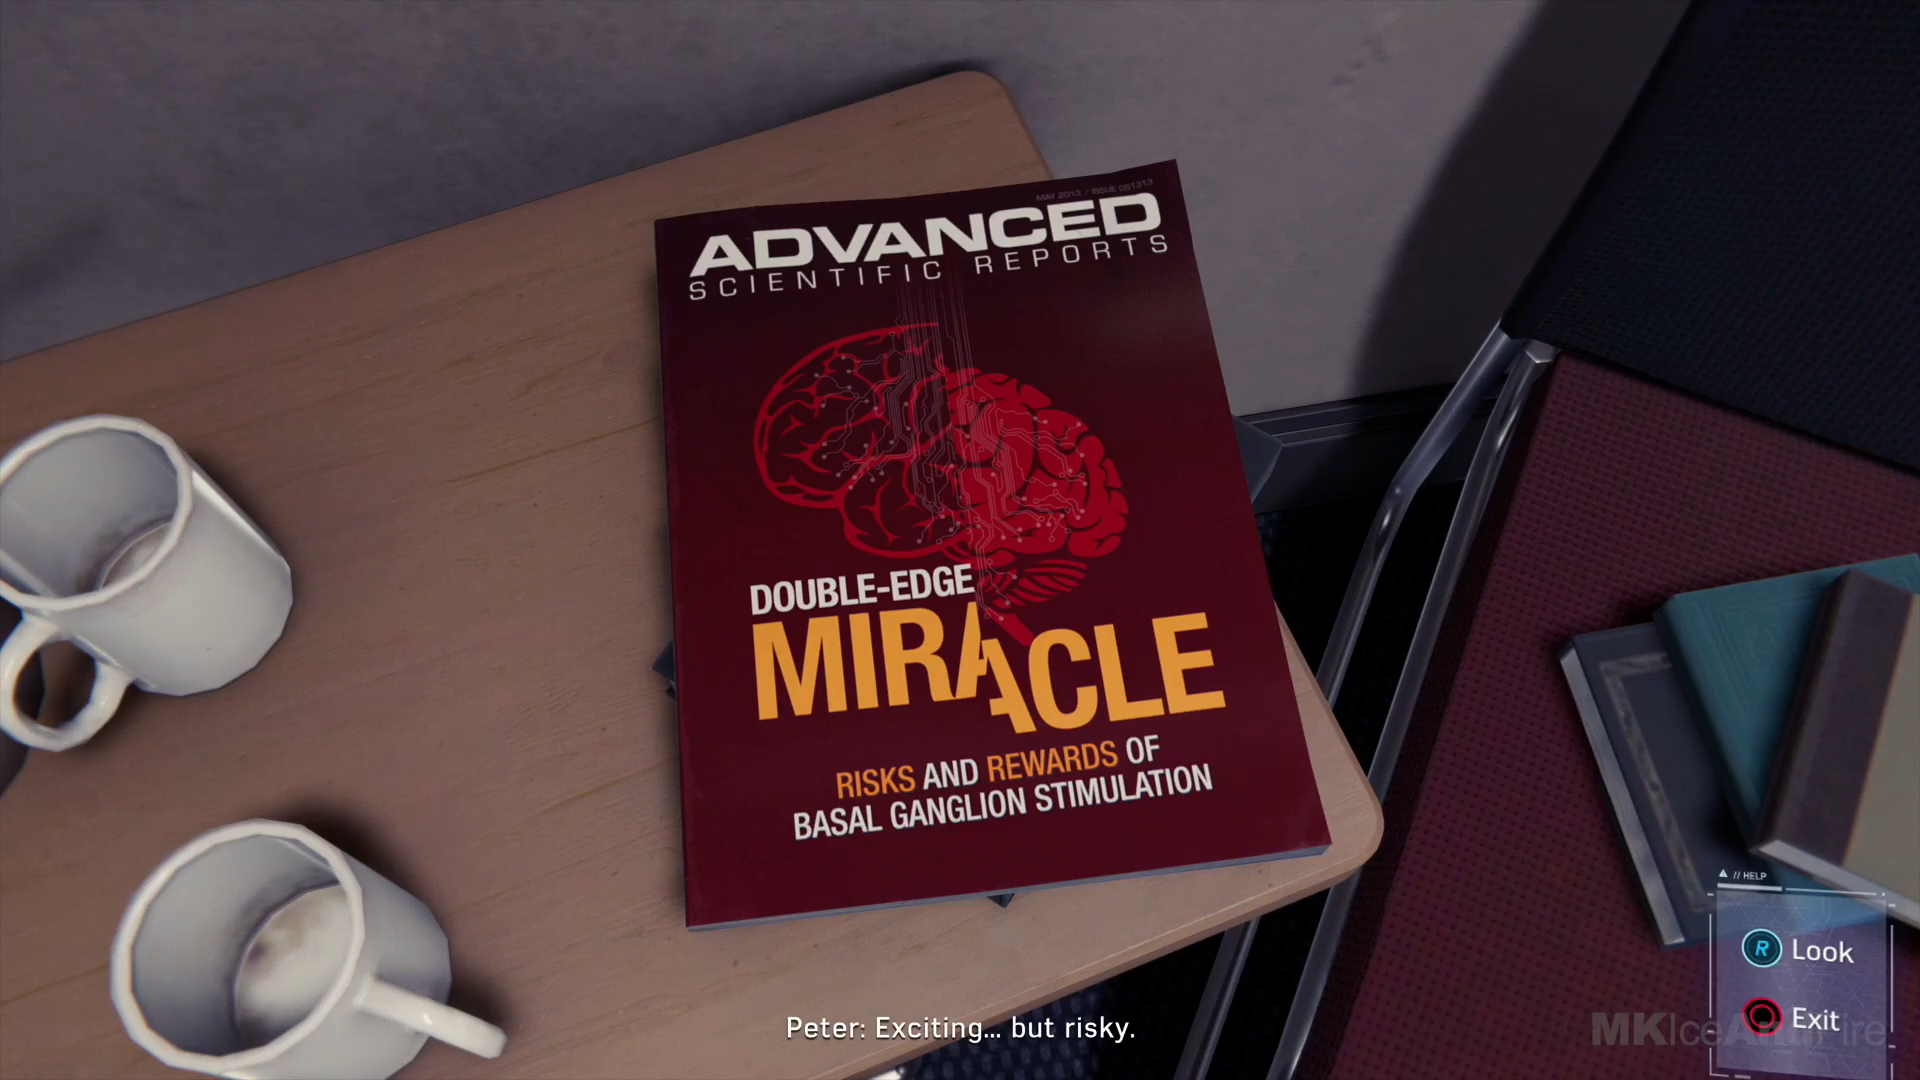 MAY 2013 / ISSUE 051313
ADVANCED
SCIENTIFIC REPORTS
DOUBLE-EDGE
MIRACLE
RISKS AND REWARDS OF
BASAL GANGLION STIMULATION
// HELP
R Look
Exit
Peter: Exciting... but risky.
MKIceAndFire